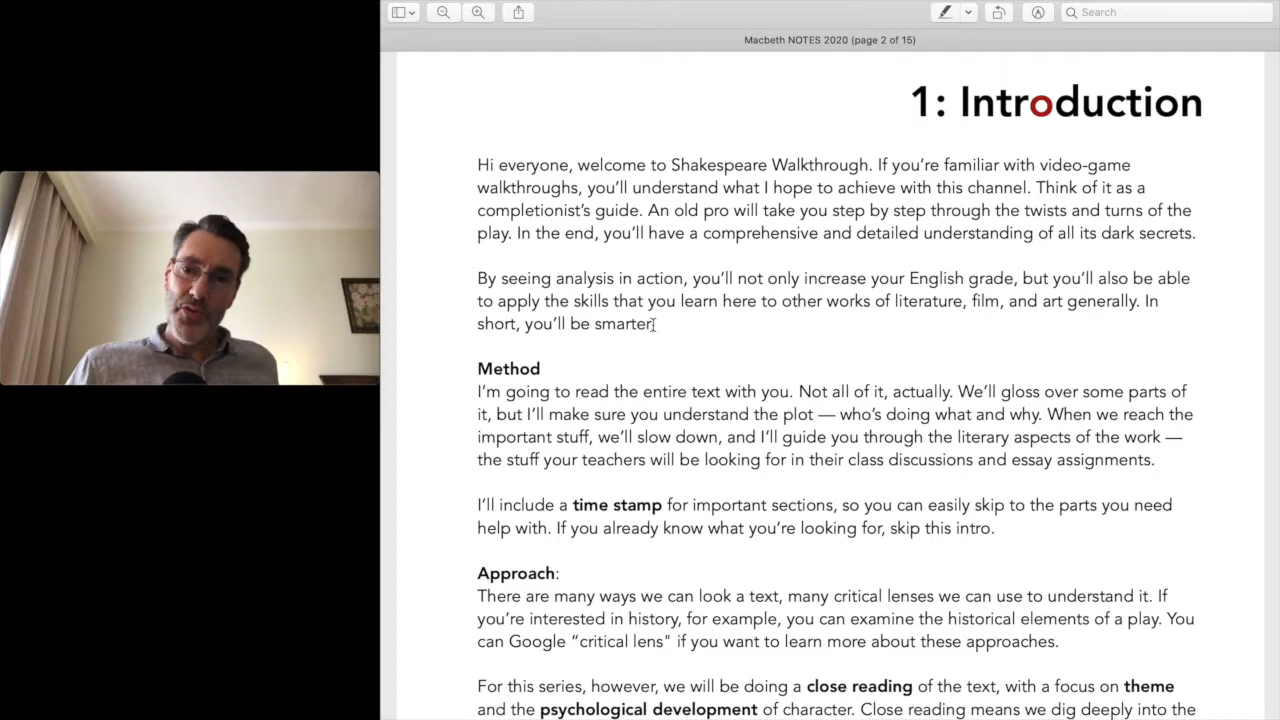 Search
Macbeth NOTES 2020 (page 2 of 15)
1: Introduction
Hi everyone, welcome to Shakespeare Walkthrough. If you’re familiar with video-game
walkthroughs, you’ll understand what I hope to achieve with this channel. Think of it as a
completionist’s guide. An old pro will take you step by step through the twists and turns of the
play. In the end, you’ll have a comprehensive and detailed understanding of all its dark secrets.
By seeing analysis in action, you’ll not only increase your English grade, but you’ll also be able
to apply the skills that you learn here to other works of literature, film, and art generally. In
short, you’ll be smarter.
Method
I’m going to read the entire text with you. Not all of it, actually. We’ll gloss over some parts of
it, but I’ll make sure you understand the plot — who’s doing what and why. When we reach the
important stuff, we’ll slow down, and I’ll guide you through the literary aspects of the work —
the stuff your teachers will be looking for in their class discussions and essay assignments.
I’ll include a time stamp for important sections, so you can easily skip to the parts you need
help with. If you already know what you’re looking for, skip this intro.
Approach:
There are many ways we can look a text, many critical lenses we can use to understand it. If
you’re interested in history, for example, you can examine the historical elements of a play. You
can Google “critical lens" if you want to learn more about these approaches.
For this series, however, we will be doing a close reading of the text, with a focus on theme
and the psychological development of character. Close reading means we dig deeply into the